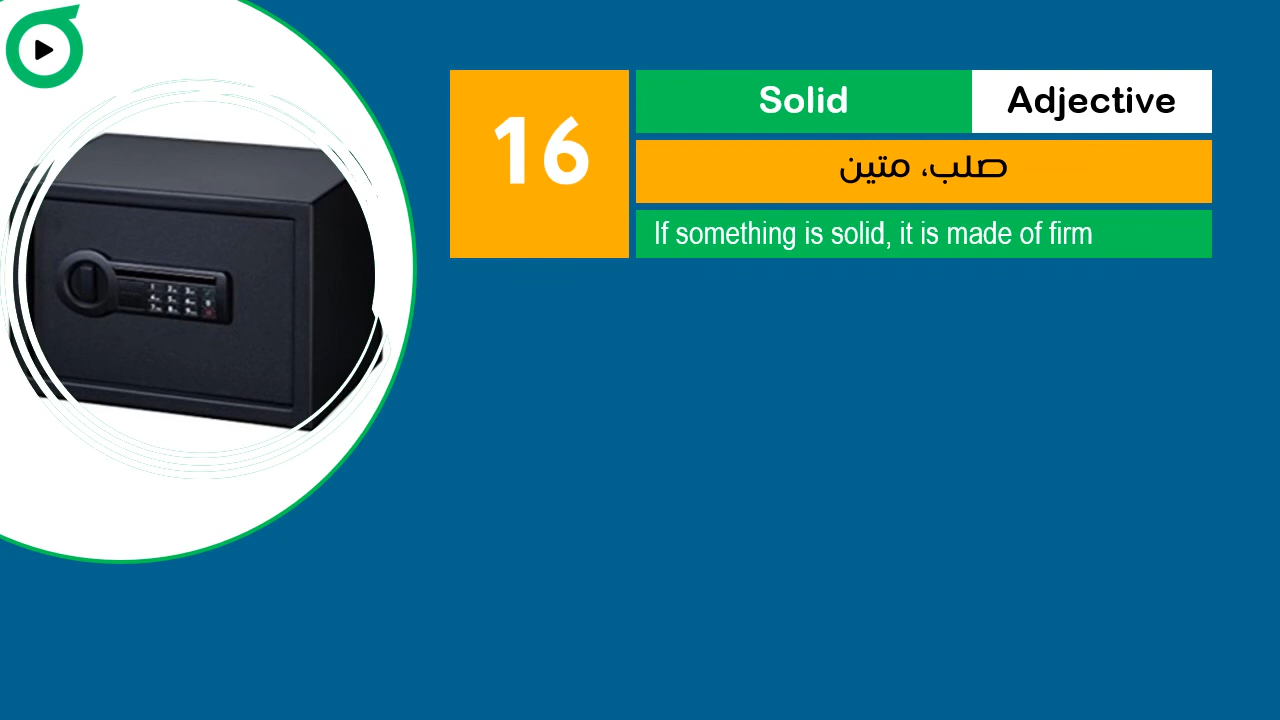 16
Solid
Adjective
صلب، متين
If something is solid, it is made of firm